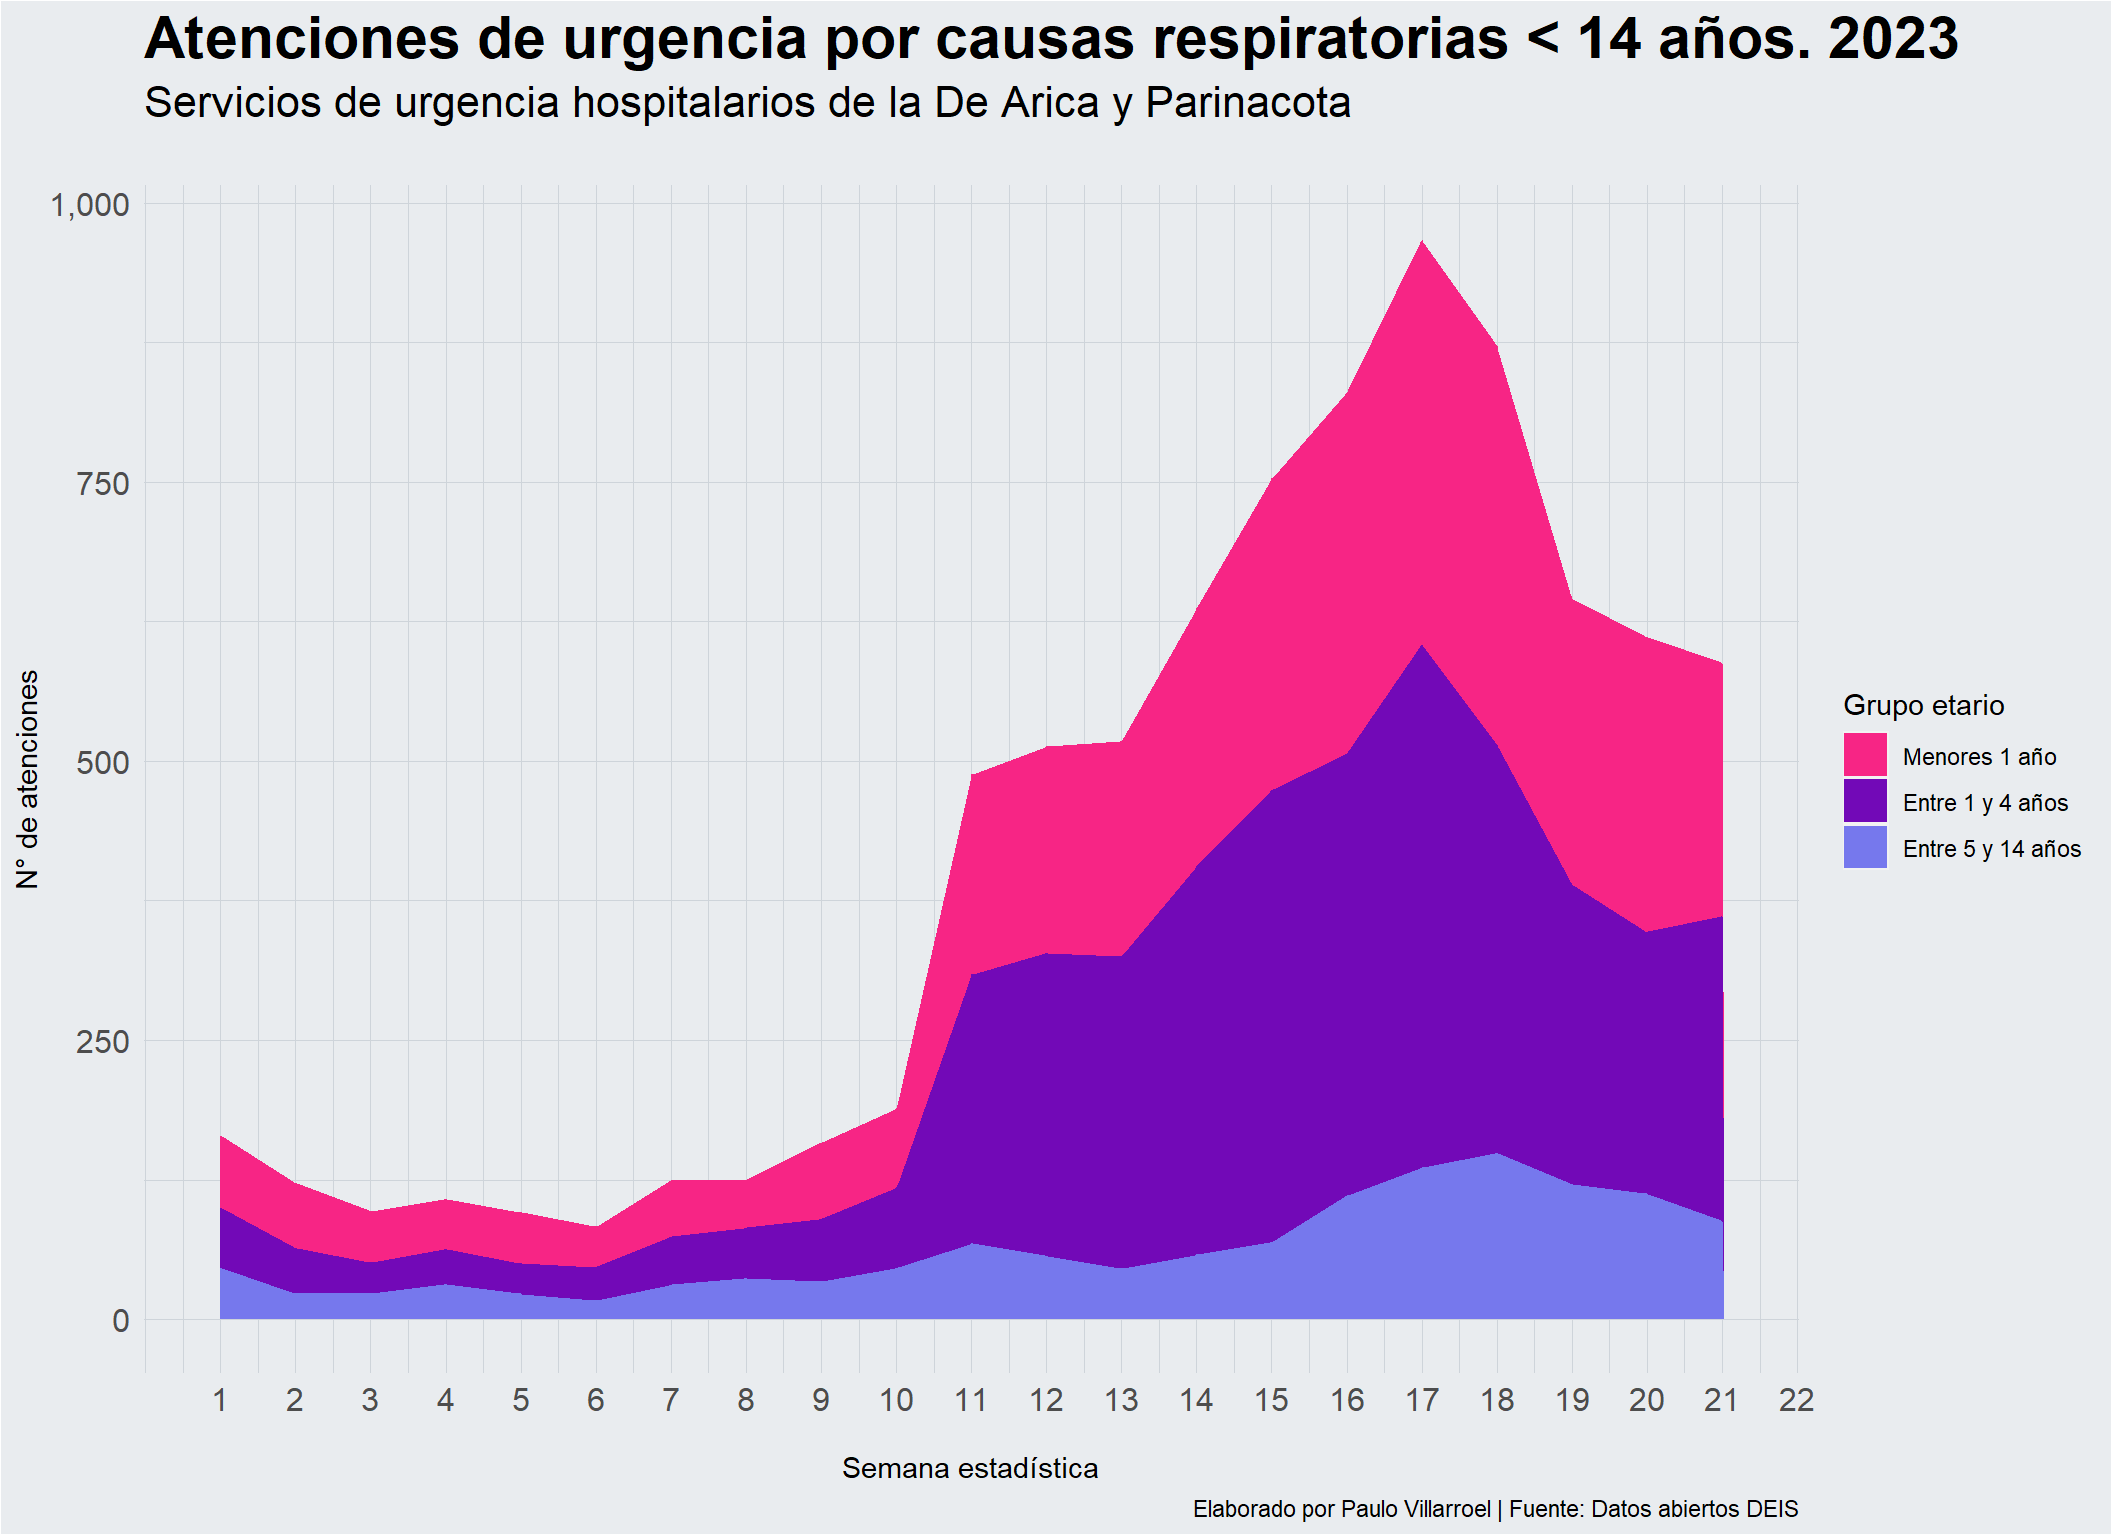 Atenciones de urgencia por causas respiratorias < 14 años. 2023
Servicios de urgencia hospitalarios de la De Arica y Parinacota
1,000
750
500
250
0
N° de atenciones
1 2 3 4 5 6 7 8 9 10 11 12 13 14 15 16 17 18 19 20 21 22
Semana estadística
Grupo etario
Menores 1 año
Entre 1 y 4 años
Entre 5 y 14 años
Elaborado por Paulo Villarroel | Fuente: Datos abiertos DEIS